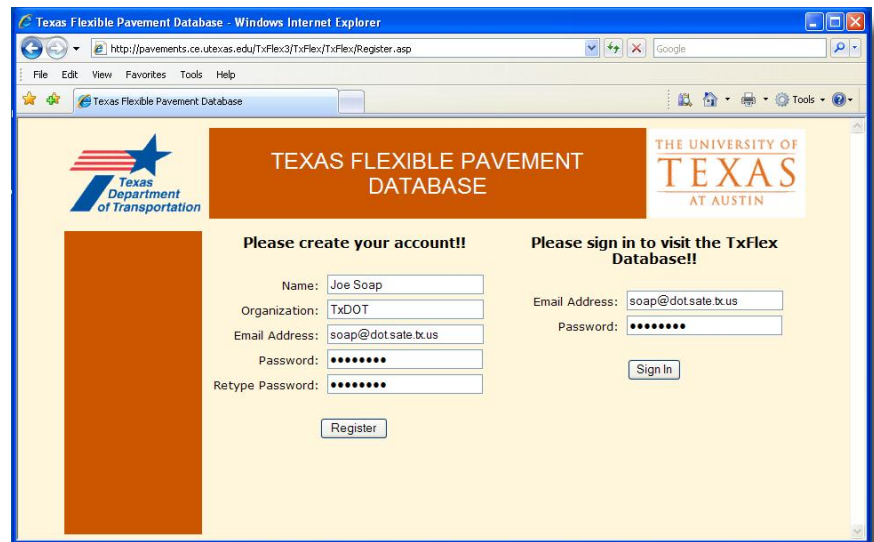 Texas Flexible Pavement Database - Windows Internet Explorer
http://pavements.ce.utexas.edu/TxFlex3/TxFlex/TxFlex/Register.asp
Google
File Edit View Favorites Tools Help
Texas Flexible Pavement Database
Tools
Texas
Department
of Transportation
TEXAS FLEXIBLE PAVEMENT
DATABASE
THE UNIVERSITY OF
TEXAS
AT AUSTIN
Please create your account!!
Name: Joe Soap
Organization: TxDOT
Email Address: soap@dot.sate.tx.us
Password: ••••••••
Retype Password: ••••••••
Register
Please sign in to visit the TxFlex
Database!!
Email Address: soap@dot.sate.tx.us
Password: ••••••••
Sign In